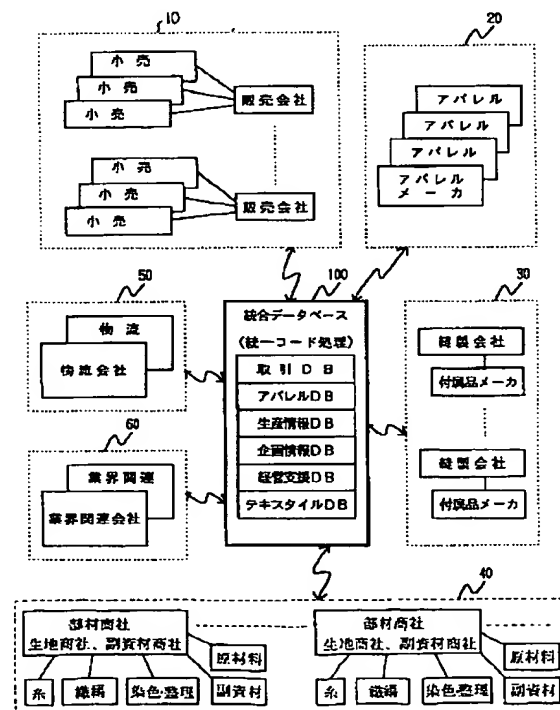 10
小売
小売
小売
販売会社
小売
小売
小売
販売会社
20
アパレル
アパレル
アパレル
アパレル
メーカ
50
物流
物流会社
60
業界関連
業界関連会社
100
統合データベース
(統一コード処理)
取引DB
アパレルDB
生産情報DB
企画情報DB
経営支援DB
テキスタイルDB
30
縫製会社
付属品メーカ
縫製会社
付属品メーカ
40
部材商社
生地商社、副資材商社
原材料
糸
織編
染色・整理
副資材
部材商社
生地商社、副資材商社
原材料
糸
織編
染色・整理
副資材